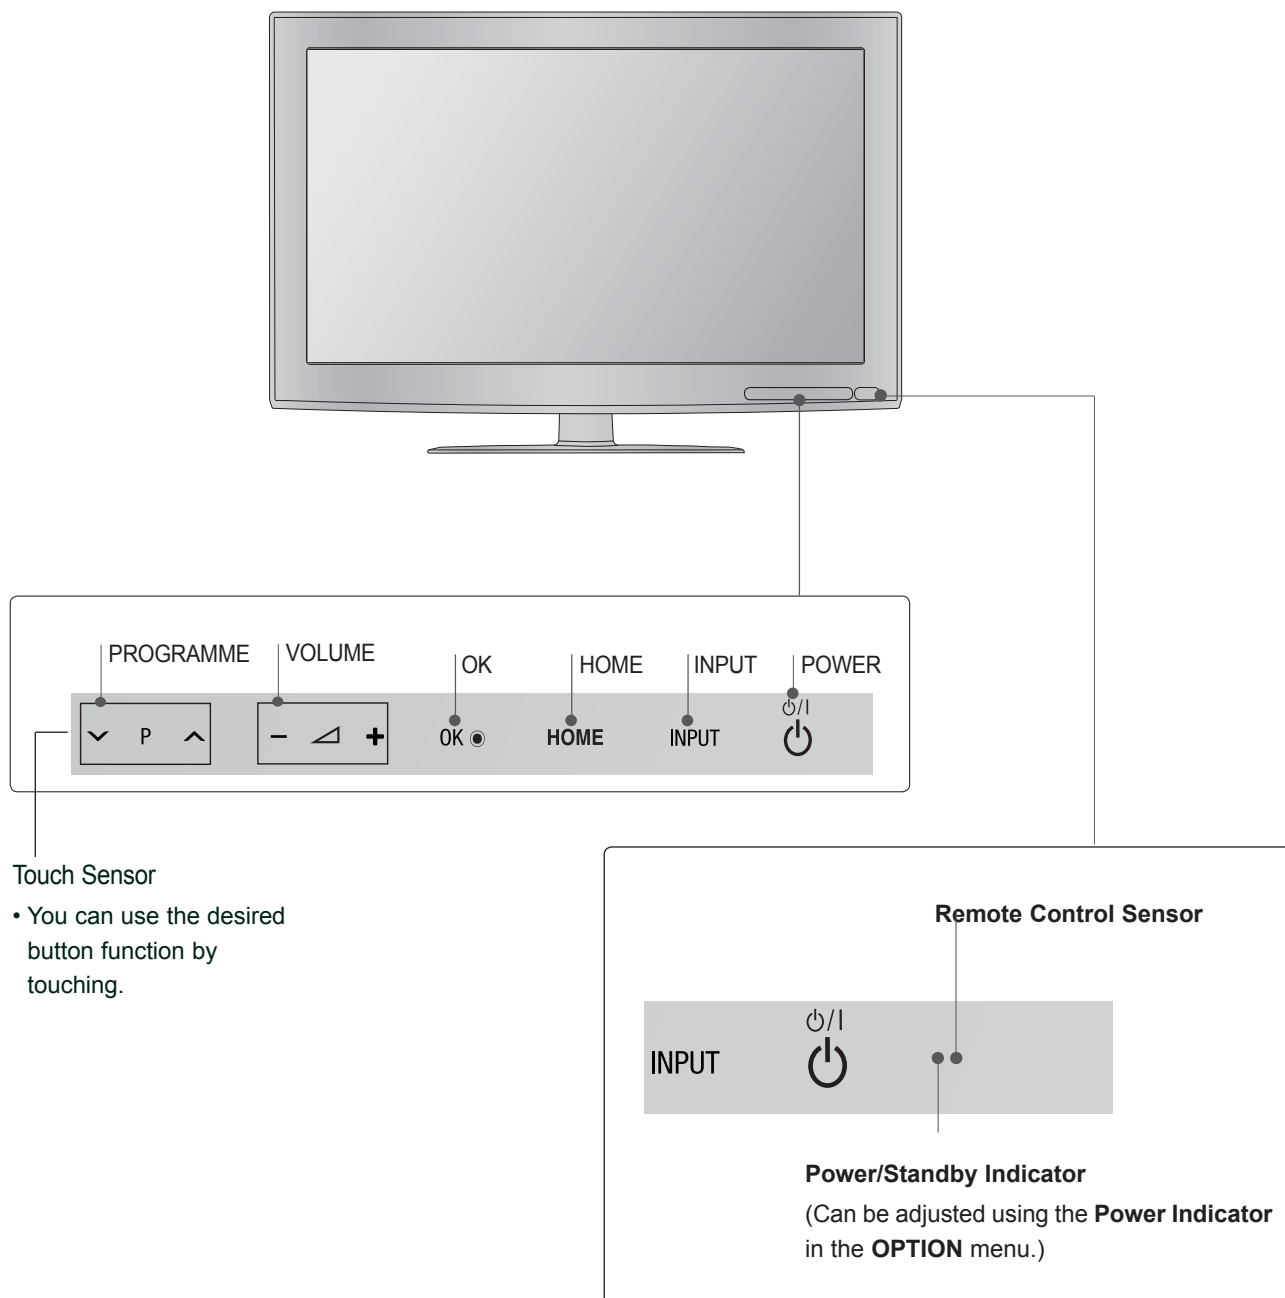 PROGRAMME VOLUME OK HOME INPUT POWER
P OK HOME INPUT
Touch Sensor
• You can use the desired
button function by
touching.
Remote Control Sensor
INPUT
Power/Standby Indicator
(Can be adjusted using the Power Indicator
in the OPTION menu.)